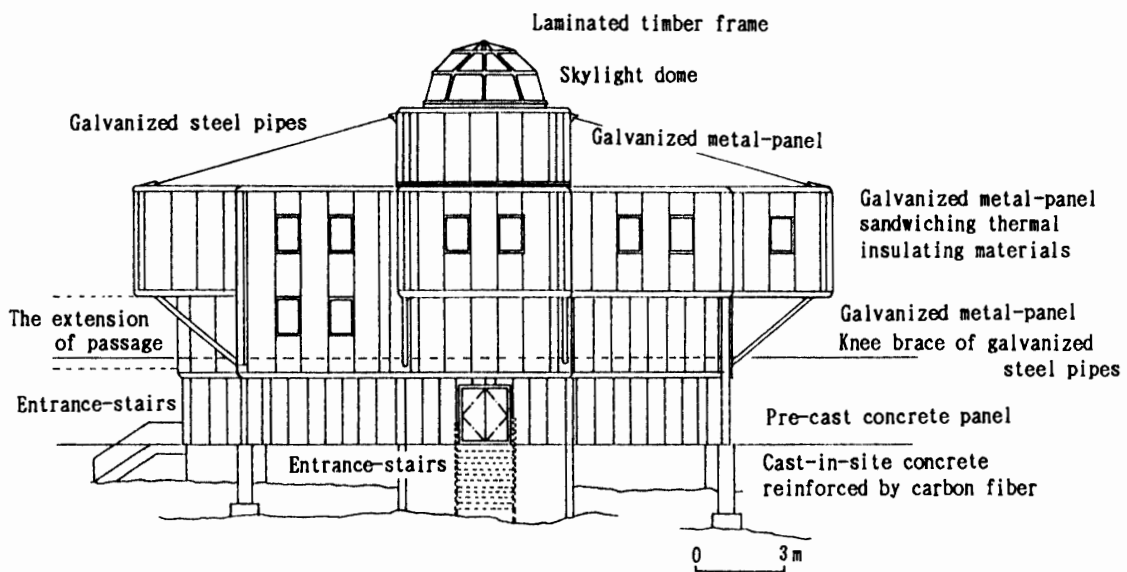 Laminated timber frame
Skylight dome
Galvanized steel pipes
Galvanized metal-panel
Galvanized metal-panel
sandwiching thermal
insulating materials
The extension
of passage
Galvanized metal-panel
Knee brace of galvanized
steel pipes
Entrance-stairs
Pre-cast concrete panel
Entrance-stairs
Cast-in-site concrete
reinforced by carbon fiber
0 3 m